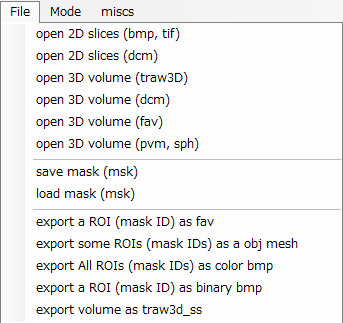 File Mode miscs
open 2D slices (bmp, tif)
open 2D slices (dcm)
open 3D volume (traw3D)
open 3D volume (dcm)
open 3D volume (fav)
open 3D volume (pvm, sph)
save mask (msk)
load mask (msk)
export a ROI (mask ID) as fav
export some ROIs (mask IDs) as a obj mesh
export All ROIs (mask IDs) as color bmp
export a ROI (mask ID) as binary bmp
export volume as traw3d_ss